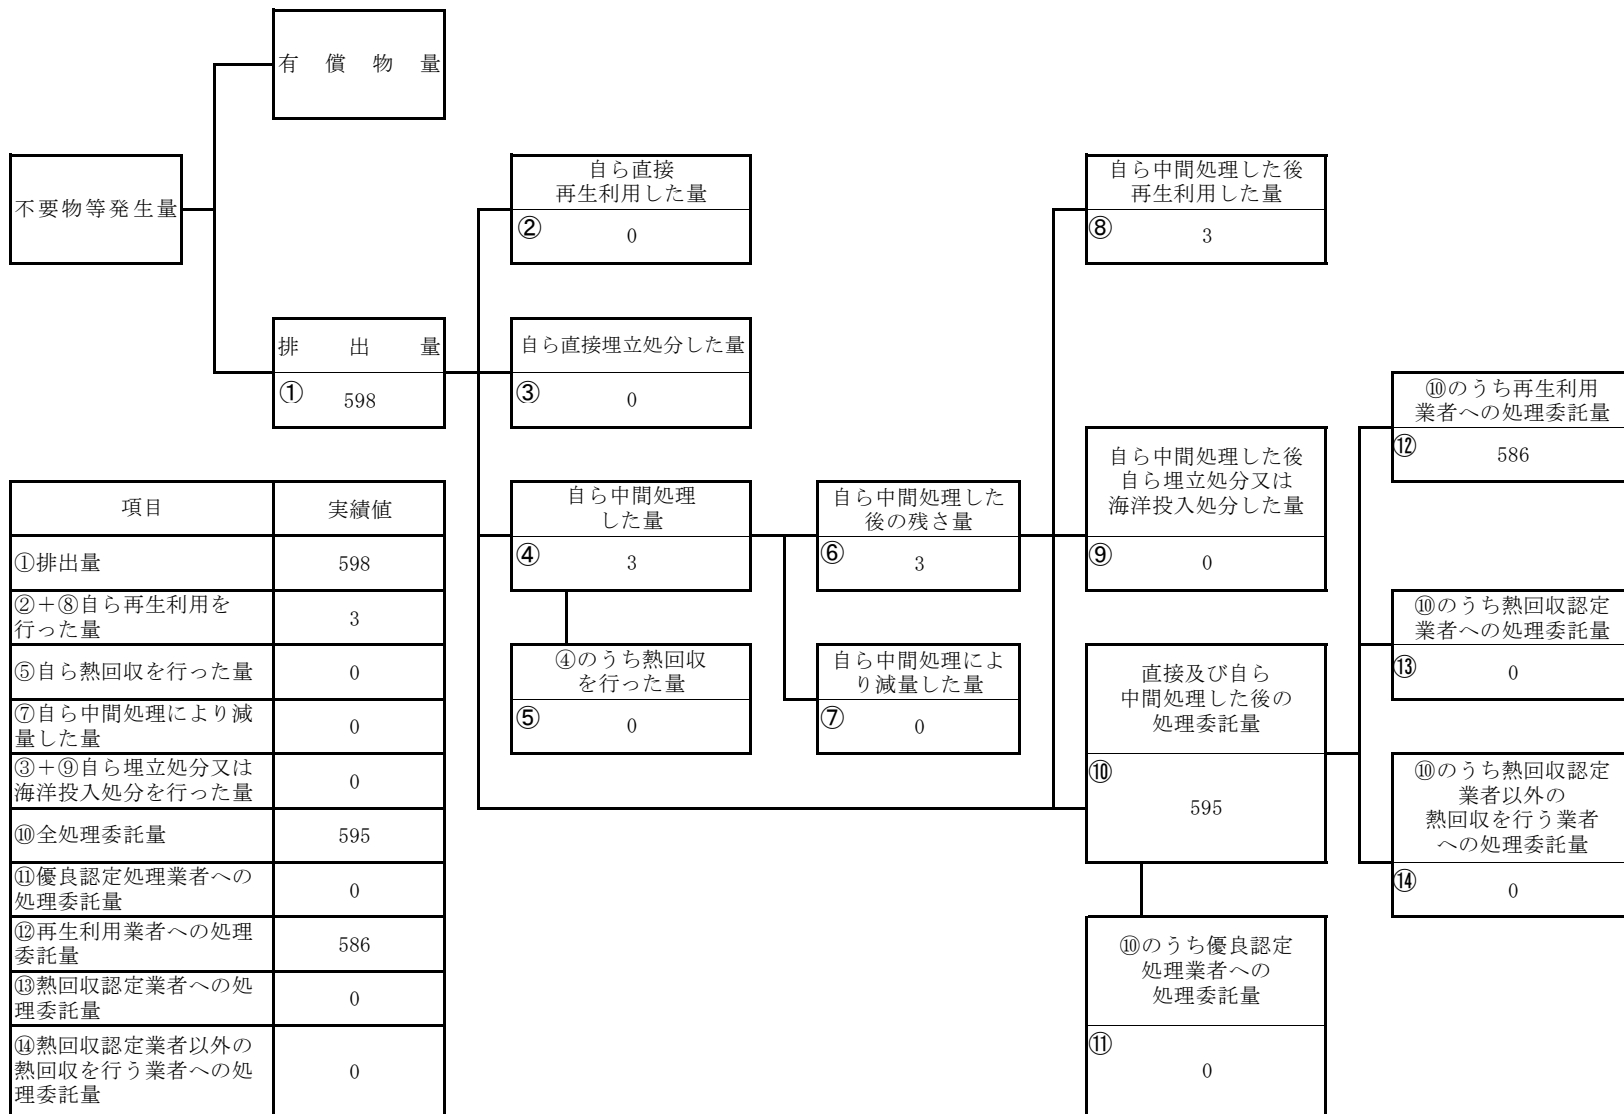 有償物量
不要物等発生量
排出量
① 598
自ら直接
再生利用した量
② 0
自ら直接埋立処分した量
③ 0
自ら中間処理
した量
④ 3
④のうち熱回収
を行った量
⑤ 0
自ら中間処理した
後の残さ量
⑥ 3
自ら中間処理によ
り減量した量
⑦ 0
自ら中間処理した後
再生利用した量
⑧ 3
自ら中間処理した後
自ら埋立処分又は
海洋投入処分した量
⑨ 0
直接及び自ら
中間処理した後の
処理委託量
⑩
595
⑩のうち優良認定
処理業者への
処理委託量
⑪
0
⑩のうち再生利用
業者への処理委託量
⑫ 586
⑩のうち熱回収認定
業者への処理委託量
⑬ 0
⑩のうち熱回収認定
業者以外の
熱回収を行う業者
への処理委託量
⑭ 0
項目 実績値
①排出量 598
②+⑧自ら再生利用を
行った量 3
⑤自ら熱回収を行った量 0
⑦自ら中間処理により減
量した量 0
③+⑨自ら埋立処分又は
海洋投入処分を行った量 0
⑩全処理委託量 595
⑪優良認定処理業者への
処理委託量 0
⑫再生利用業者への処理
委託量 586
⑬熱回収認定業者への処
理委託量 0
⑭熱回収認定業者以外の
熱回収を行う業者への処
理委託量 0